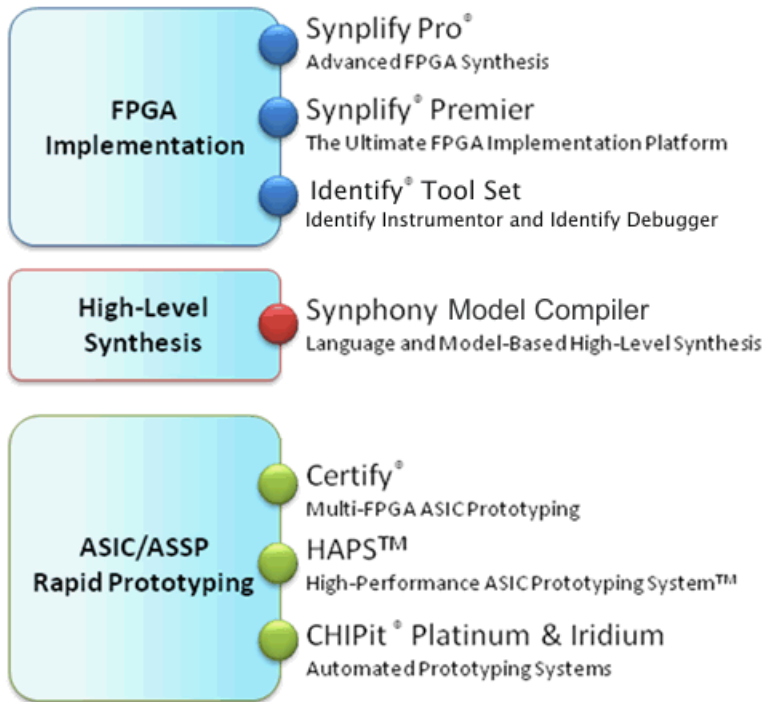 FPGA
Implementation
Synplify Pro®
Advanced FPGA Synthesis
Synplify® Premier
The Ultimate FPGA Implementation Platform
Identify® Tool Set
Identify Instrumentor and Identify Debugger
High-Level
Synthesis
Synphony Model Compiler
Language and Model-Based High-Level Synthesis
ASIC/ASSP
Rapid Prototyping
Certify®
Multi-FPGA ASIC Prototyping
HAPS™
High-Performance ASIC Prototyping System™
CHIPit® Platinum & Iridium
Automated Prototyping Systems